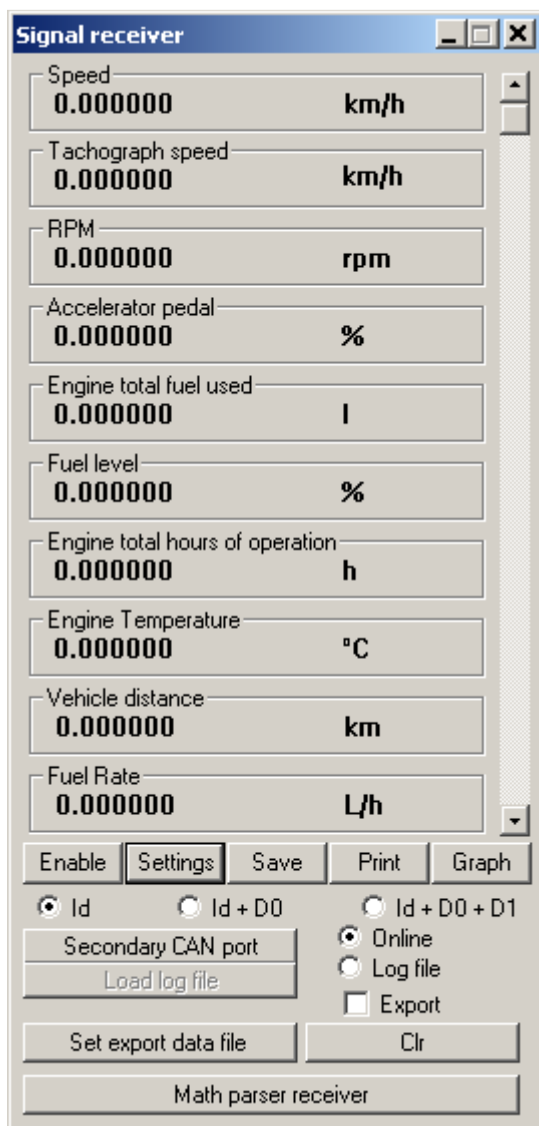 Signal receiver
Speed
0.000000 km/h
Tachograph speed
0.000000 km/h
RPM
0.000000 rpm
Accelerator pedal
0.000000 %
Engine total fuel used
0.000000 l
Fuel level
0.000000 %
Engine total hours of operation
0.000000 h
Engine Temperature
0.000000 °C
Vehicle distance
0.000000 km
Fuel Rate
0.000000 L/h
Enable Settings Save Print Graph
Id Id + D0 Id + D0 + D1
Secondary CAN port Online
Load log file Log file
Export
Set export data file Clr
Math parser receiver